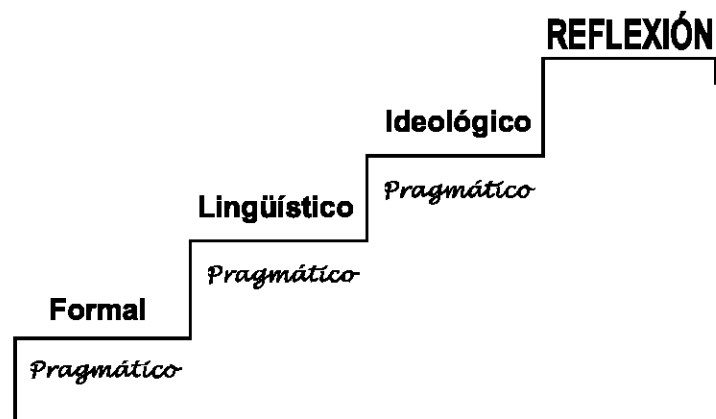 REFLEXIÓN
Ideológico
Pragmático
Lingüístico
Pragmático
Formal
Pragmático